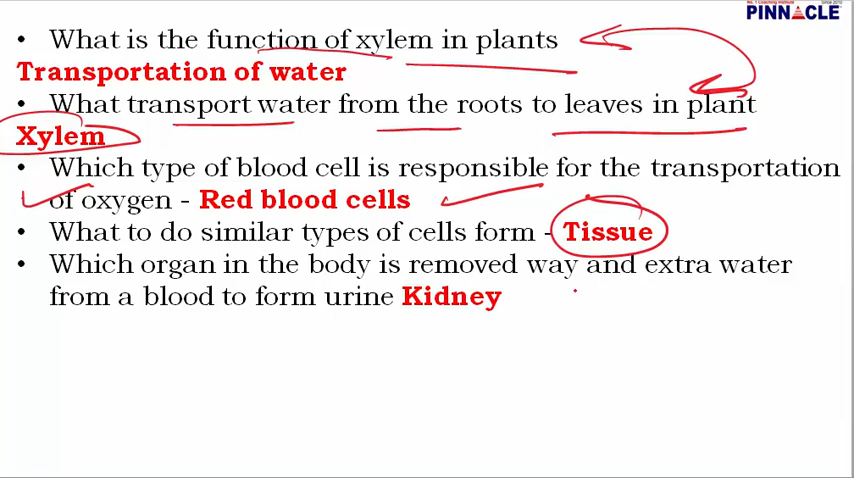 PINNACLE
• What is the function of xylem in plants
Transportation of water
• What transport water from the roots to leaves in plant
Xylem
• Which type of blood cell is responsible for the transportation
of oxygen - Red blood cells
• What to do similar types of cells form - Tissue
• Which organ in the body is removed way and extra water
from a blood to form urine Kidney